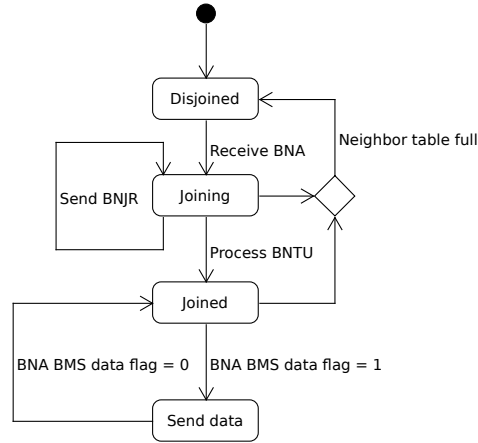 Disjoined
Receive BNA
Neighbor table full
Send BNJR
Joining
Process BNTU
Joined
BNA BMS data flag = 0
BNA BMS data flag = 1
Send data